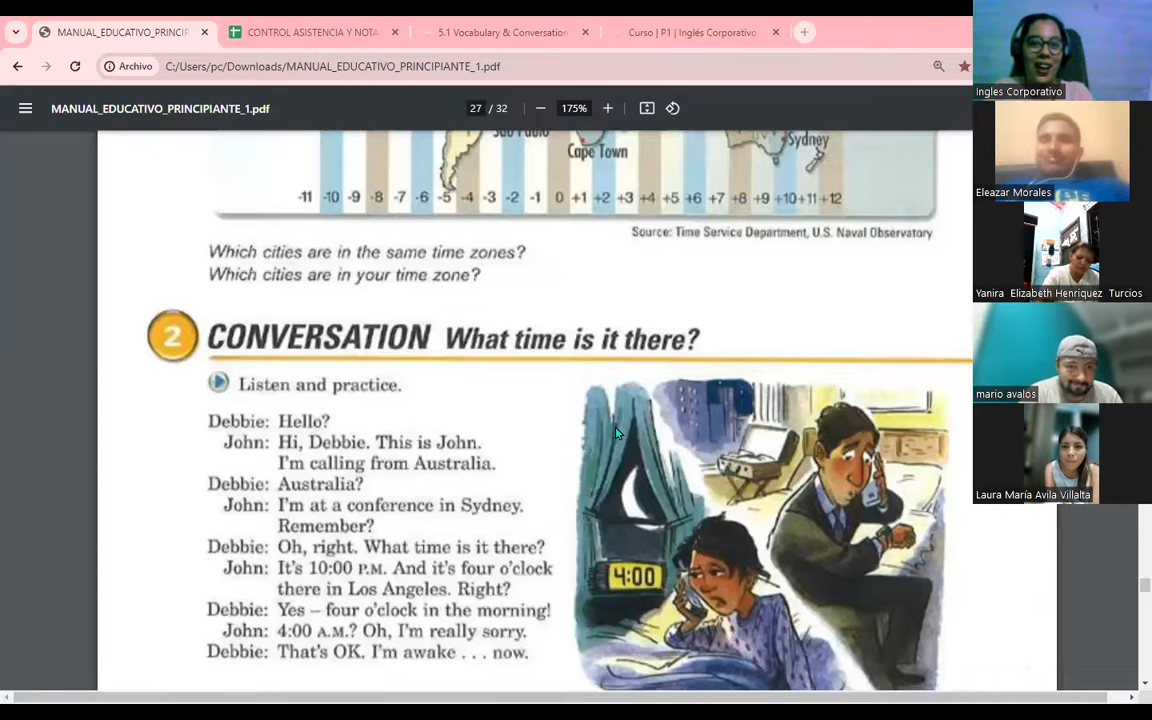 MANUAL_EDUCATIVO_PRINCIP
CONTROL ASISTENCIA Y NOTA
5.1 Vocabulary & Conversation
Curso | P1 | Inglés Corporativo
Archivo
C:/Users/pc/Downloads/MANUAL_EDUCATIVO_PRINCIPIANTE_1.pdf
MANUAL_EDUCATIVO_PRINCIPIANTE_1.pdf
27 / 32
175%
São Paulo
Cape Town
Sydney
-11 -10 -9 -8 -7 -6 -5 -4 -3 -2 -1 0 +1 +2 +3 +4 +5 +6 +7 +8 +9 +10 +11 +12
Source: Time Service Department, U.S. Naval Observatory
Which cities are in the same time zones?
Which cities are in your time zone?
2 CONVERSATION What time is it there?
Listen and practice.
Debbie: Hello?
John: Hi, Debbie. This is John.
I'm calling from Australia.
Debbie: Australia?
John: I'm at a conference in Sydney.
Remember?
Debbie: Oh, right. What time is it there?
John: It's 10:00 P.M. And it's four o'clock
there in Los Angeles. Right?
Debbie: Yes – four o'clock in the morning!
John: 4:00 A.M.? Oh, I'm really sorry.
Debbie: That's OK. I'm awake . . . now.
4:00
Ingles Corporativo
Eleazar Morales
Yanira Elizabeth Henriquez Turcios
mario avalos
Laura María Avila Villalta